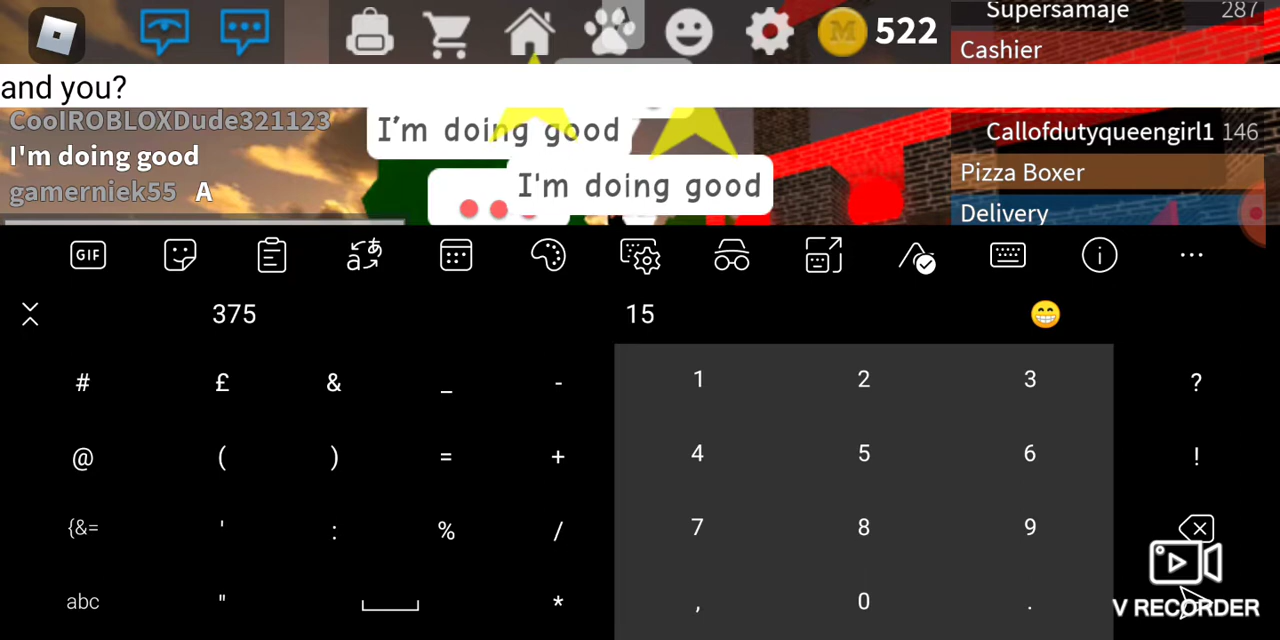 M 522
Supersamaje 287
Cashier
and you?
CoolROBLOXDude321123
I'm doing good
gamerniek55 A
I'm doing good
I'm doing good
Callofdutyqueengirl1 146
Pizza Boxer
Delivery
GIF
375 15
# £ & _ - 1 2 3 ?
@ ( ) = + 4 5 6 !
{&= ' : % / 7 8 9
abc " * , 0 .
V RECORDER